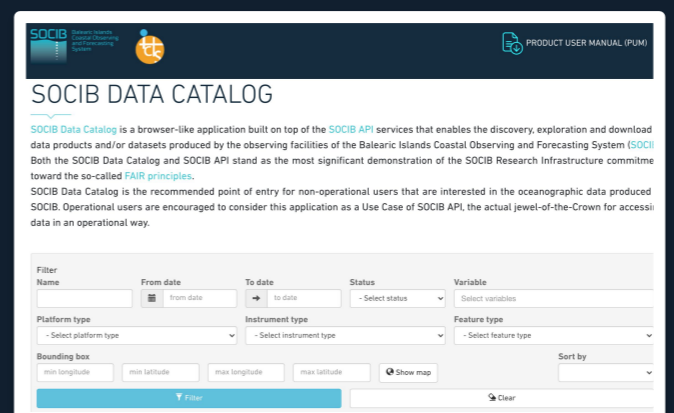 SOCIB
Balearic Islands
Coastal Observing
and Forecasting
System
PRODUCT USER MANUAL (PUM)
SOCIB DATA CATALOG
SOCIB Data Catalog is a browser-like application built on top of the SOCIB API services that enables the discovery, exploration and download
data products and/or datasets produced by the observing facilities of the Balearic Islands Coastal Observing and Forecasting System (SOCI
Both the SOCIB Data Catalog and SOCIB API stand as the most significant demonstration of the SOCIB Research Infrastructure commitme
toward the so-called FAIR principles.
SOCIB Data Catalog is the recommended point of entry for non-operational users that are interested in the oceanographic data produced
SOCIB. Operational users are encouraged to consider this application as a Use Case of SOCIB API, the actual jewel-of-the-Crown for accessi
data in an operational way.
Filter
Name From date To date Status Variable
from date to date - Select status Select variables
Platform type Instrument type Feature type
- Select platform type - Select instrument type - Select feature type
Bounding box Sort by
min longitude min latitude max longitude max latitude Show map
Filter Clear